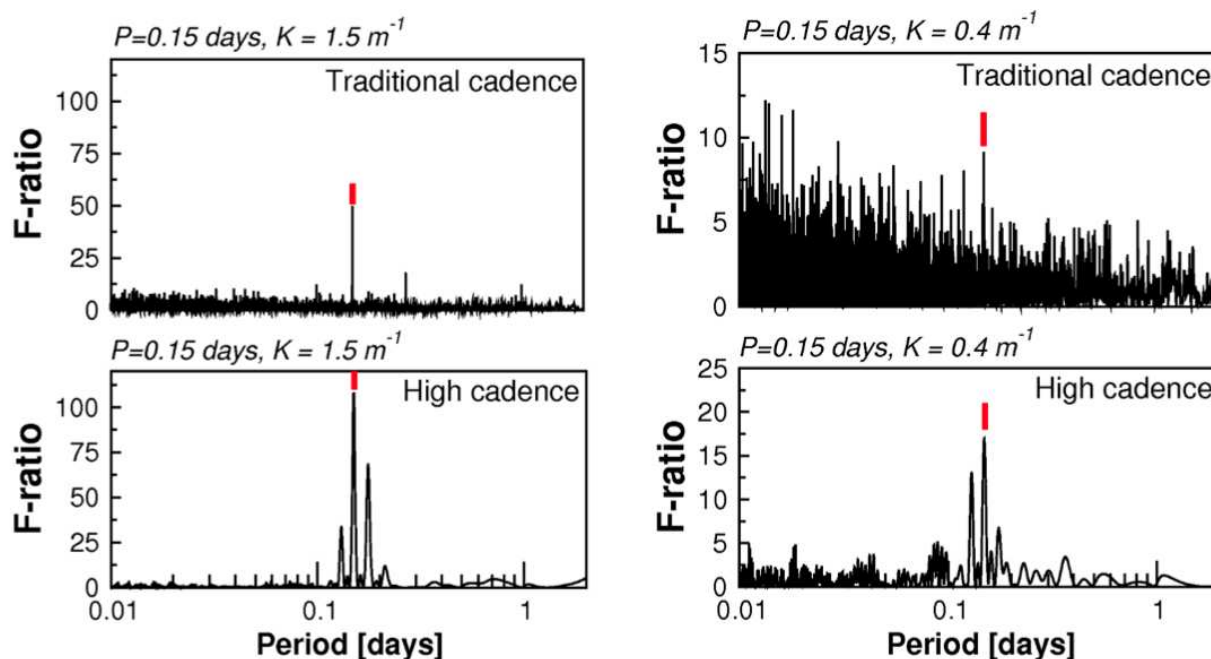 P=0.15 days, K = 1.5 m⁻¹
Traditional cadence
100
75
50
25
0
F-ratio
P=0.15 days, K = 0.4 m⁻¹
Traditional cadence
15
10
5
0
F-ratio
P=0.15 days, K = 1.5 m⁻¹
High cadence
100
75
50
25
0
F-ratio
0.01 0.1 1
Period [days]
P=0.15 days, K = 0.4 m⁻¹
High cadence
25
20
15
10
5
0
F-ratio
0.01 0.1 1
Period [days]